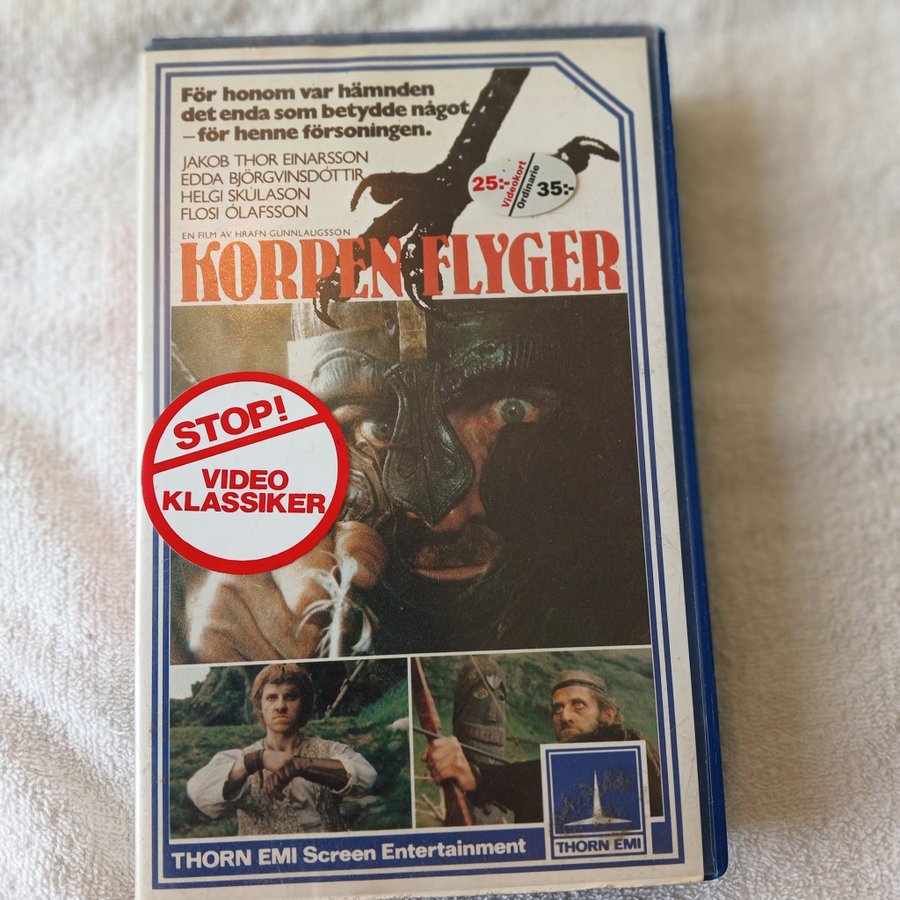 För honom var hämnden
det enda som betydde något
– för henne försoningen.
JAKOB THOR EINARSSON
EDDA BJÖRGVINSDÓTTIR
HELGI SKÚLASON
FLOSI ÓLAFSSON
EN FILM AV HRAFN GUNNLAUGSSON
25:- Videokort
Ordinarie 35:-
KORPEN FLYGER
STOP!
VIDEO
KLASSIKER
THORN EMI
THORN EMI Screen Entertainment